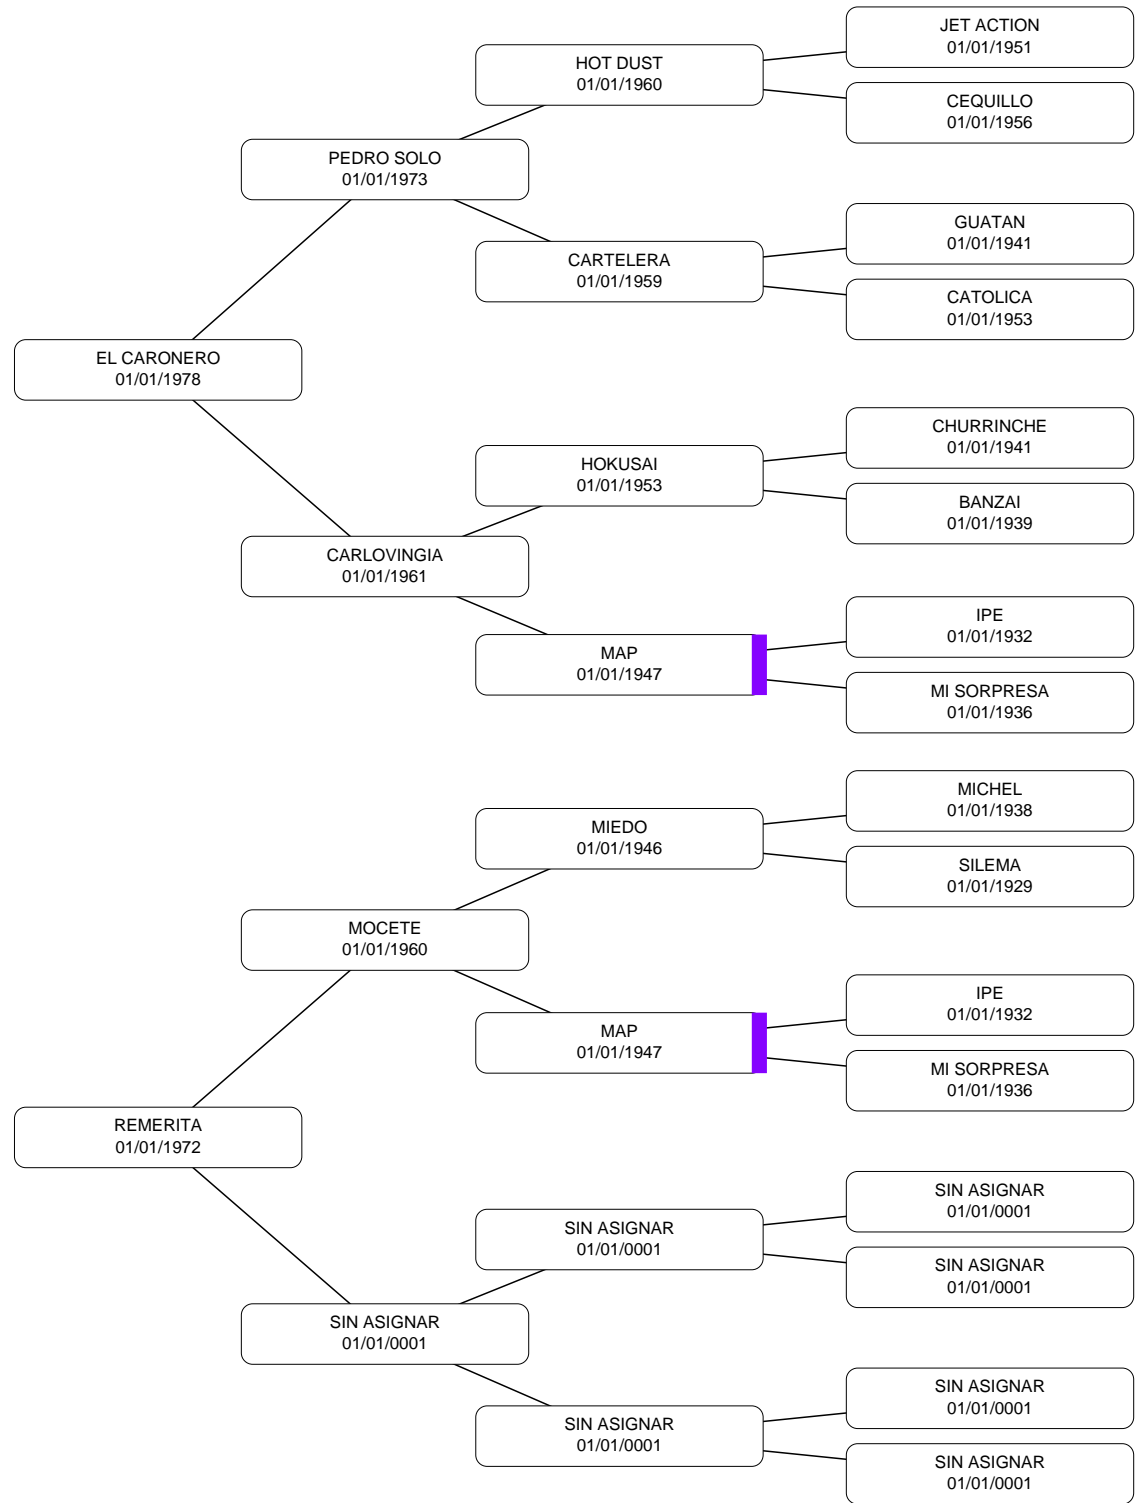 JET ACTION
01/01/1951
HOT DUST
01/01/1960
CEQUILLO
01/01/1956
PEDRO SOLO
01/01/1973
GUATAN
01/01/1941
CARTELERA
01/01/1959
CATOLICA
01/01/1953
EL CARONERO
01/01/1978
CHURRINCHE
01/01/1941
HOKUSAI
01/01/1953
BANZAI
01/01/1939
CARLOVINGIA
01/01/1961
IPE
01/01/1932
MAP
01/01/1947
MI SORPRESA
01/01/1936
MICHEL
01/01/1938
MIEDO
01/01/1946
SILEMA
01/01/1929
MOCETE
01/01/1960
IPE
01/01/1932
MAP
01/01/1947
MI SORPRESA
01/01/1936
REMERITA
01/01/1972
SIN ASIGNAR
01/01/0001
SIN ASIGNAR
01/01/0001
SIN ASIGNAR
01/01/0001
SIN ASIGNAR
01/01/0001
SIN ASIGNAR
01/01/0001
SIN ASIGNAR
01/01/0001
SIN ASIGNAR
01/01/0001